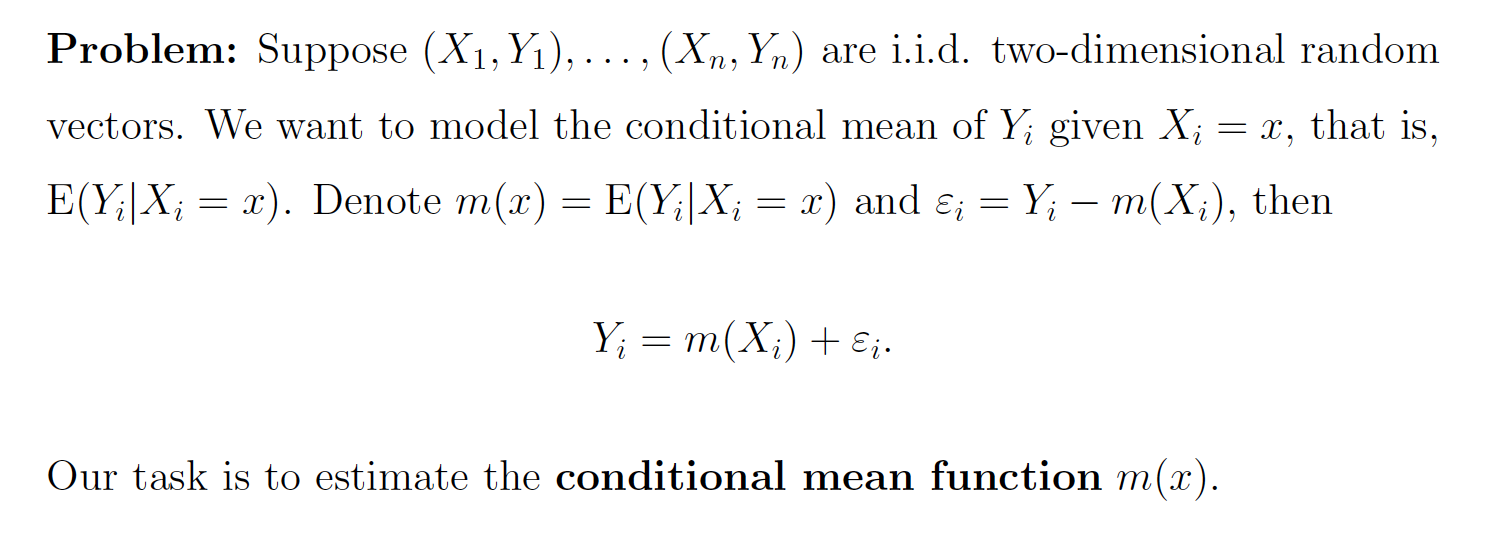 Problem: Suppose (X₁, Y₁), . . . , (Xₙ, Yₙ) are i.i.d. two-dimensional random
vectors. We want to model the conditional mean of Yᵢ given Xᵢ = x, that is,
E(Yᵢ|Xᵢ = x). Denote m(x) = E(Yᵢ|Xᵢ = x) and εᵢ = Yᵢ − m(Xᵢ), then
Yᵢ = m(Xᵢ) + εᵢ.
Our task is to estimate the conditional mean function m(x).